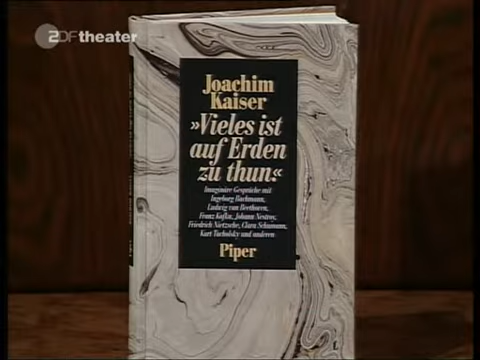 ZDFtheater
Joachim
Kaiser
»Vieles ist
auf Erden
zu thun«
Imaginäre Gespräche mit
Ingeborg Bachmann,
Ludwig van Beethoven,
Franz Kafka, Johann Nestroy,
Friedrich Nietzsche, Clara Schumann,
Kurt Tucholsky und anderen
Piper